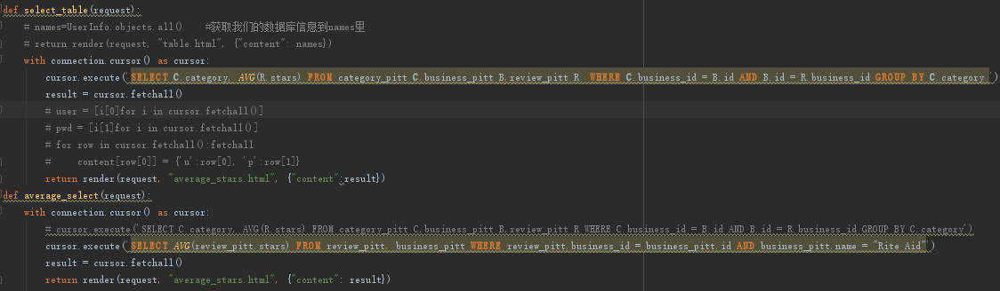 def select_table(request):
# names=UserInfo.objects.all()    #获取我们的数据库信息到names里
# return render(request, "table.html", {"content": names})
with connection.cursor() as cursor:
cursor.execute('SELECT C.category, AVG(R.stars) FROM category_pitt C,business_pitt B,review_pitt R  WHERE C.business_id = B.id AND B.id = R.business_id GROUP BY C.category ')
result = cursor.fetchall()
# user = [i[0]for i in cursor.fetchall()]
# pwd = [i[1]for i in cursor.fetchall()]
# for row in cursor.fetchall():fetchall
#     content[row[0]] = {'u':row[0], 'p':row[1]}
return render(request, "average_stars.html", {"content":result})
def average_select(request):
with connection.cursor() as cursor:
# cursor.execute('SELECT C.category, AVG(R.stars) FROM category_pitt C,business_pitt B,review_pitt R WHERE C.business_id = B.id AND B.id = R.business_id GROUP BY C.category')
cursor.execute('SELECT AVG(review_pitt.stars) FROM review_pitt, business_pitt WHERE review_pitt.business_id = business_pitt.id AND business_pitt.name = "Rite Aid"')
result = cursor.fetchall()
return render(request, "average_stars.html", {"content": result})